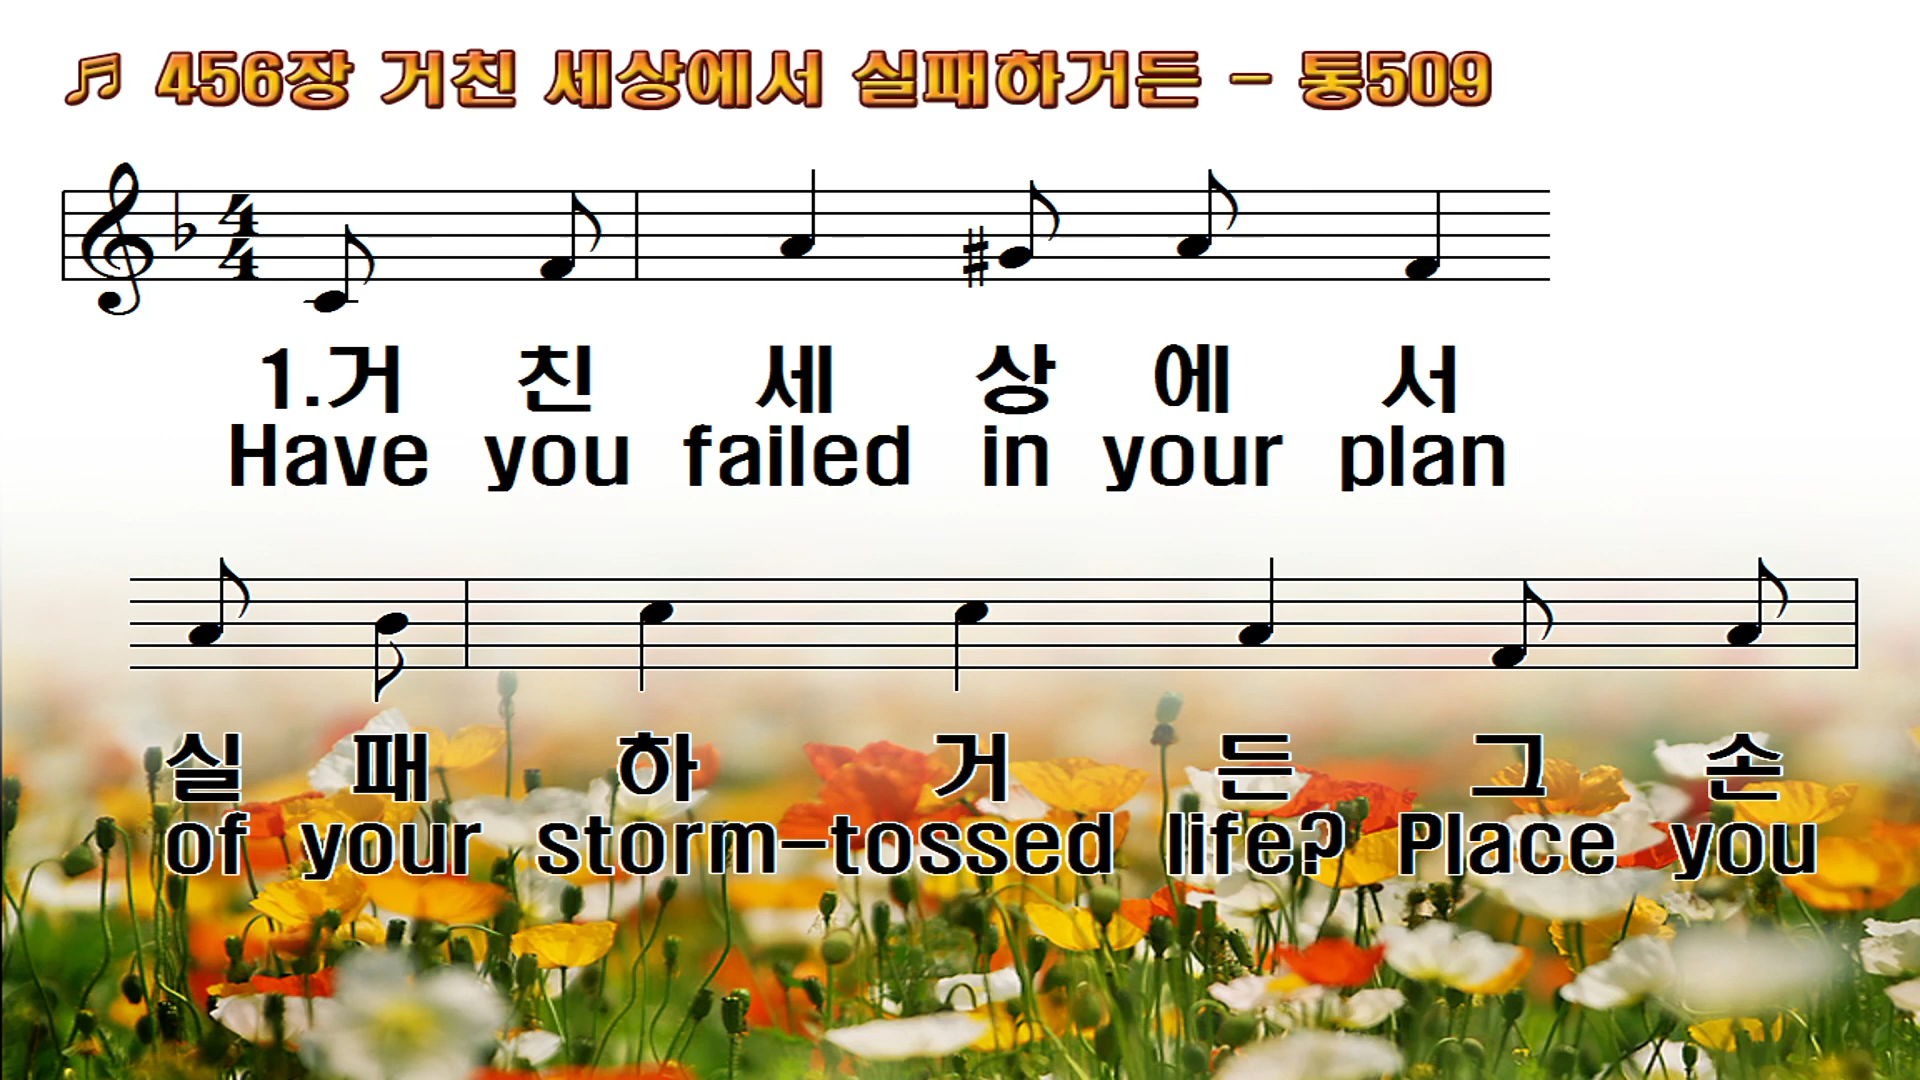 ♬ 456장 거친 세상에서 실패하거든 - 통509
1.거 친 세 상 에 서
Have you failed in your plan
실 패 하 거 든 그 손
of your storm-tossed life? Place you